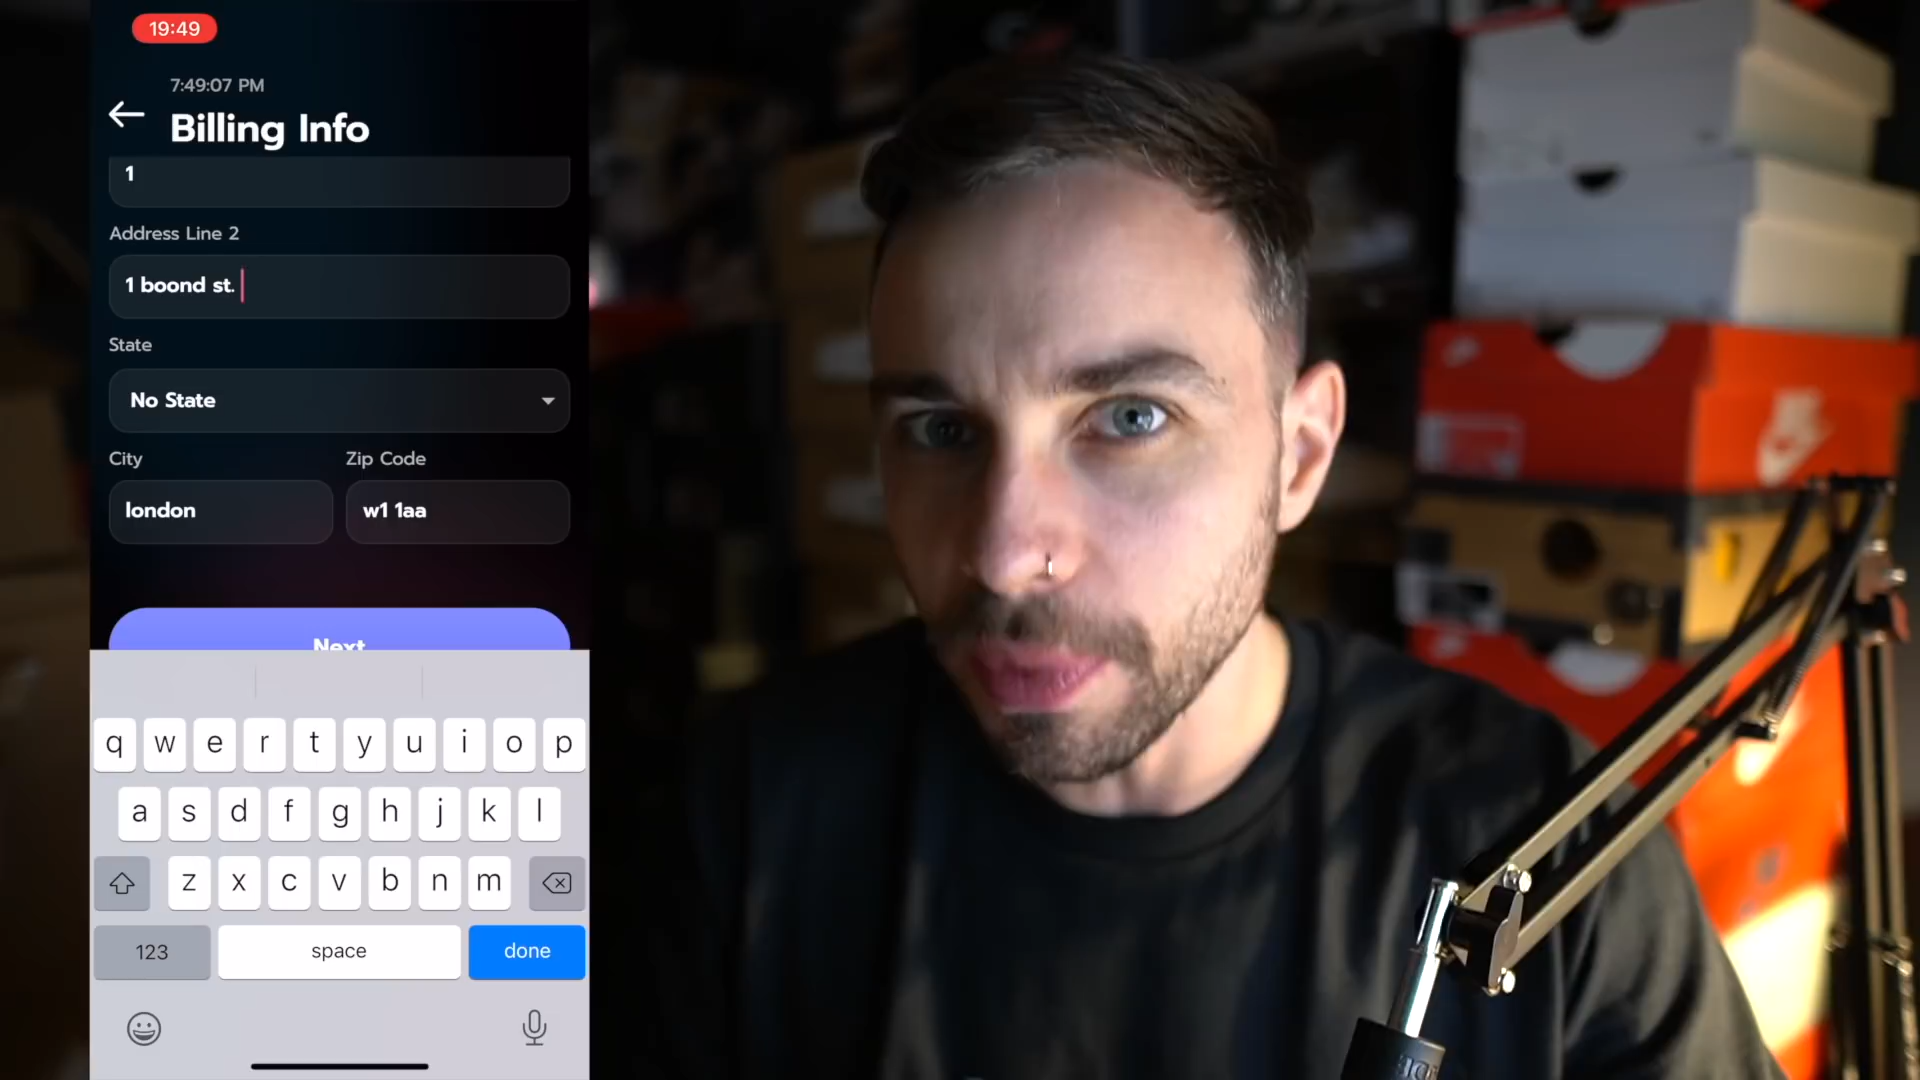 19:49
7:49:07 PM
Billing Info
1
Address Line 2
1 boond st.
State
No State
City Zip Code
london w1 1aa
Next
q w e r t y u i o p
a s d f g h j k l
z x c v b n m
123 space done